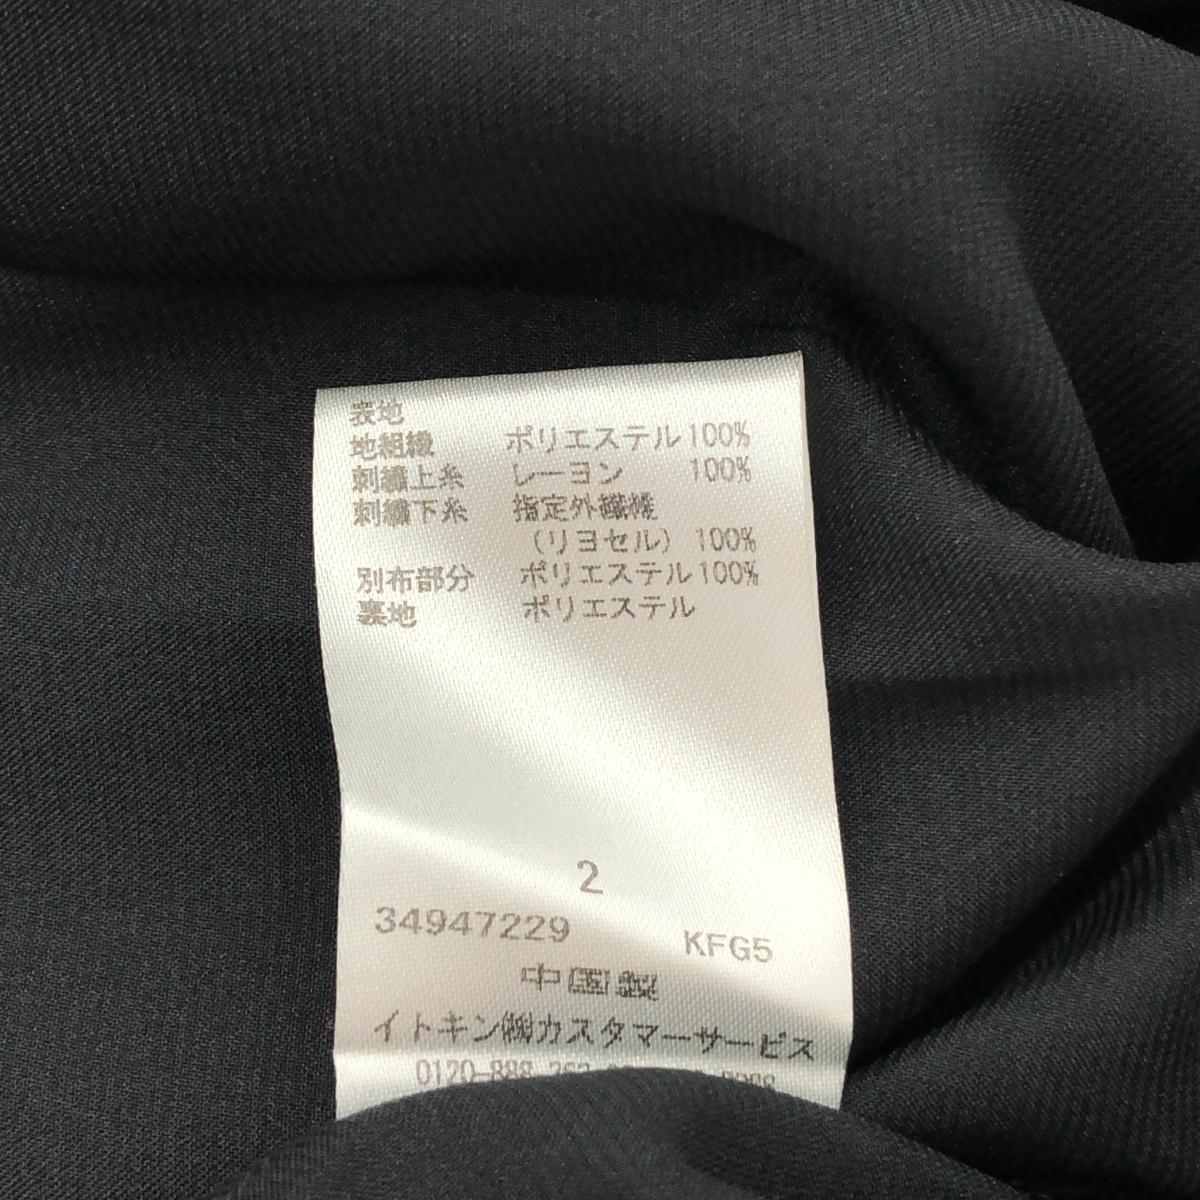 表地
地組織 ポリエステル100%
刺繍上糸 レーヨン 100%
刺繍下糸 指定外繊維
(リヨセル) 100%
別布部分 ポリエステル100%
裏地 ポリエステル
2
34947229 KFG5
中国製
イトキン㈱カスタマーサービス
0120-888-363